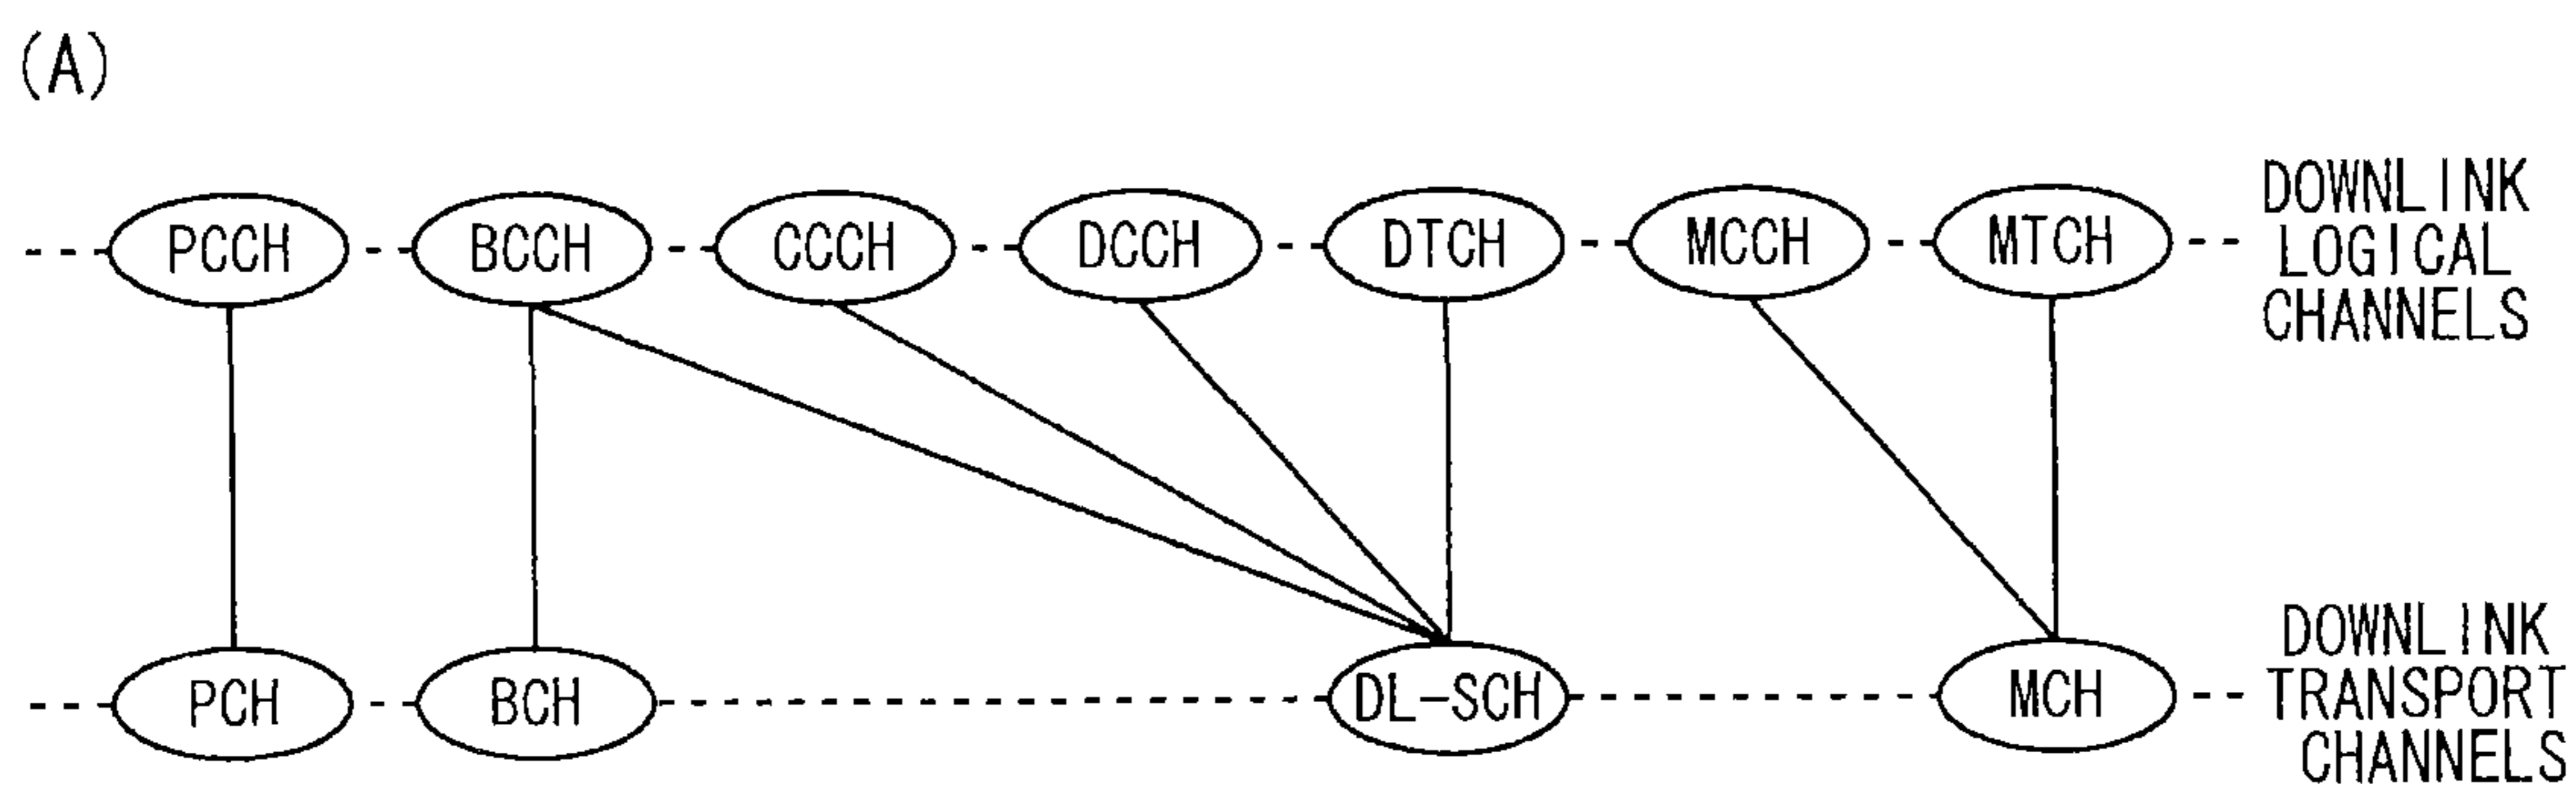 (A)
PCCH BCCH CCCH DCCH DTCH MCCH MTCH
DOWNLINK
LOGICAL
CHANNELS
PCH BCH DL-SCH MCH
DOWNLINK
TRANSPORT
CHANNELS